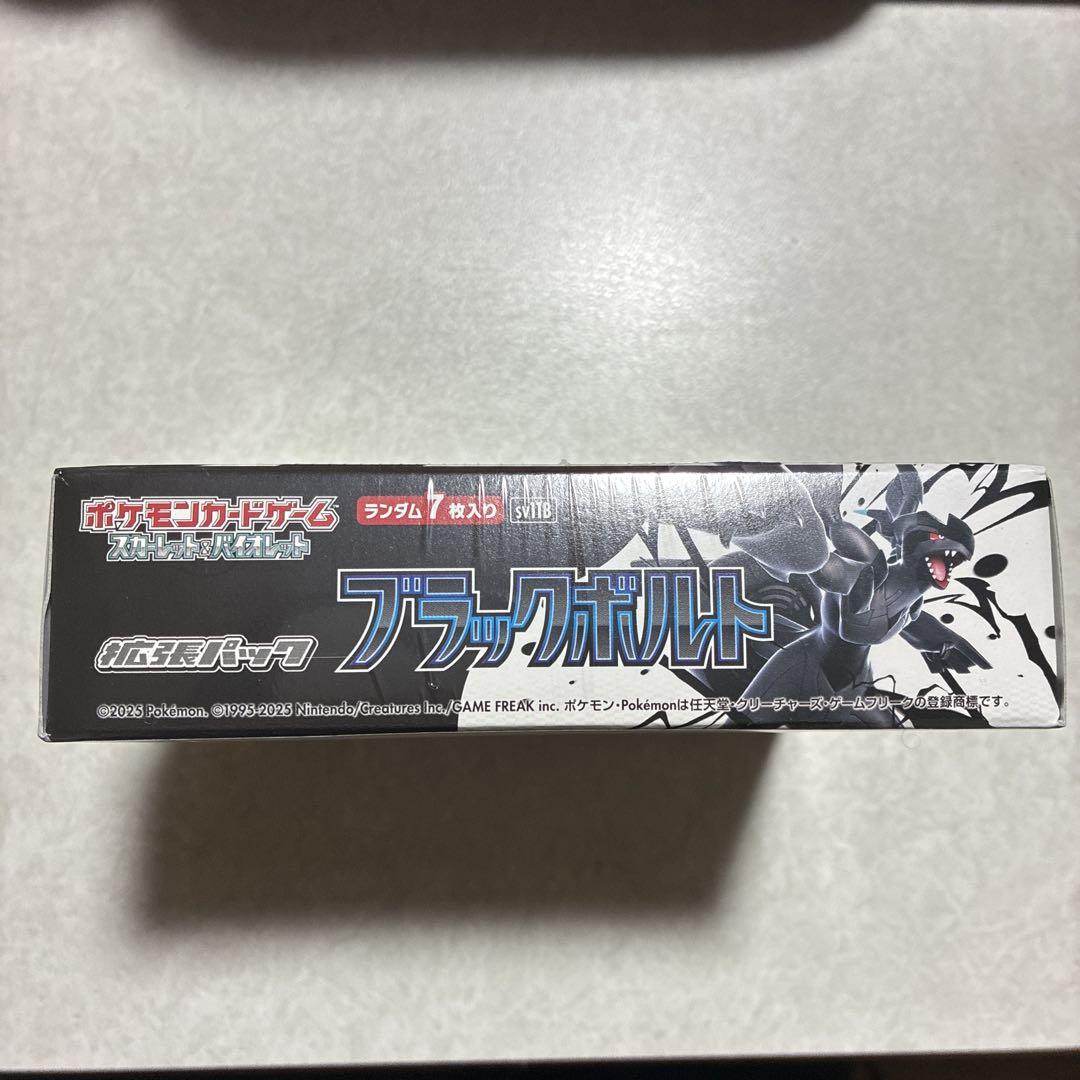 ポケモンカードゲーム™
スカーレット&バイオレット
ランダム7枚入り sv11B
ブラックボルト
拡張パック
©2025 Pokémon. ©1995-2025 Nintendo/Creatures Inc./GAME FREAK inc. ポケモン・Pokémonは任天堂・クリーチャーズ・ゲームフリークの登録商標です。